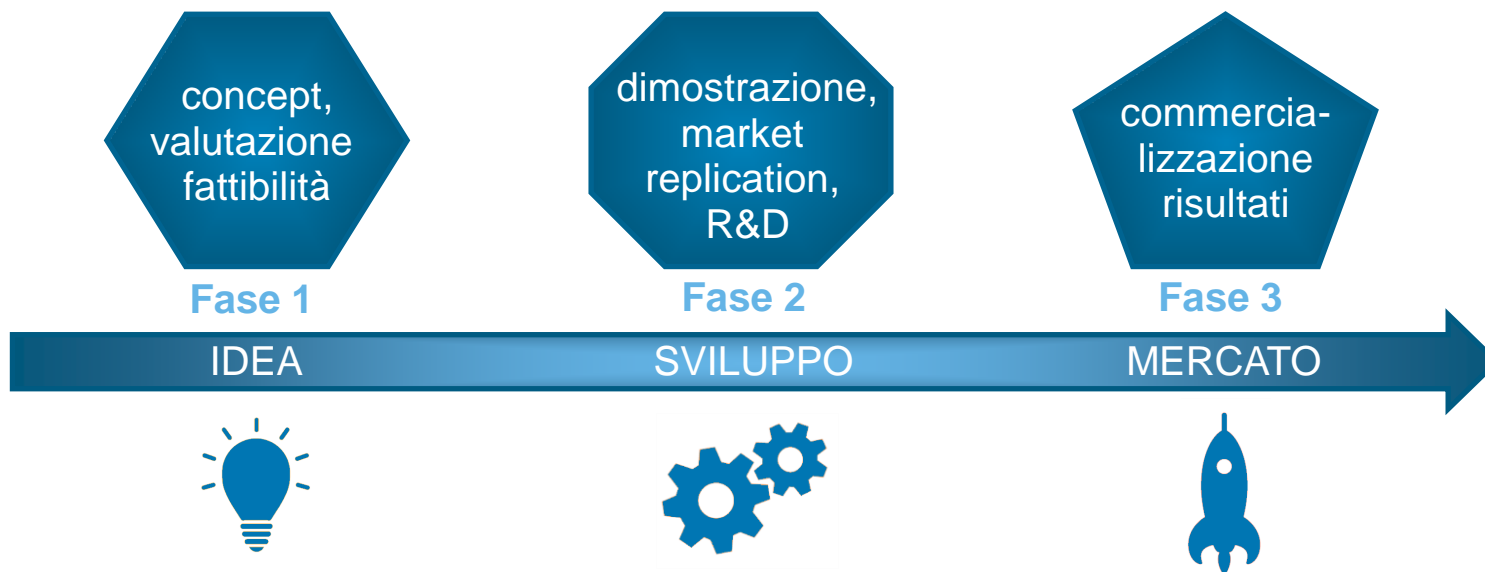 concept,
valutazione
fattibilità
dimostrazione,
market
replication,
R&D
commercia-
lizzazione
risultati
Fase 1
Fase 2
Fase 3
IDEA
SVILUPPO
MERCATO